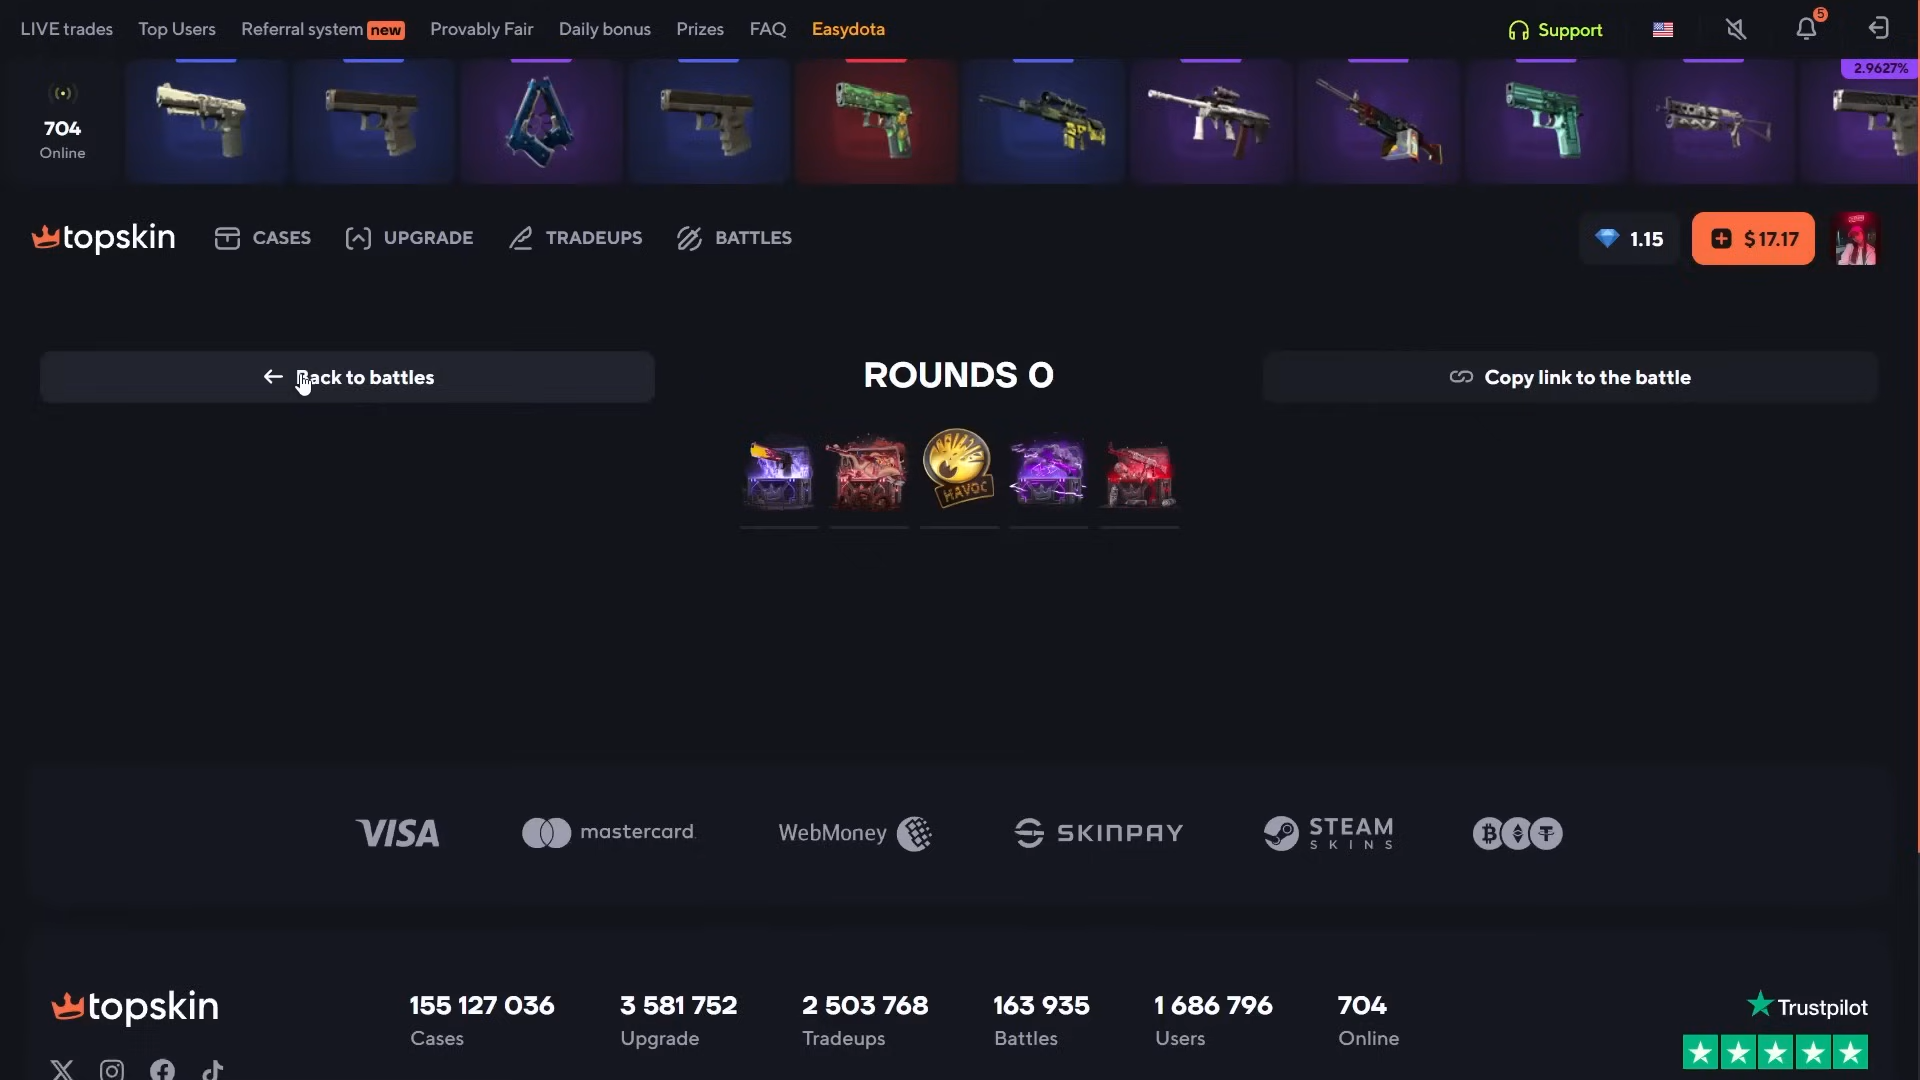 LIVE trades Top Users Referral system new Provably Fair Daily bonus Prizes FAQ Easydota Support 5
704
Online
2.9627%
topskin CASES UPGRADE TRADEUPS BATTLES 1.15 $ 17.17
Back to battles ROUNDS 0 Copy link to the battle
HAVOC
VISA mastercard. WebMoney SKINPAY STEAM SKINS
topskin
155 127 036 3 581 752 2 503 768 163 935 1 686 796 704
Cases Upgrade Tradeups Battles Users Online
Trustpilot